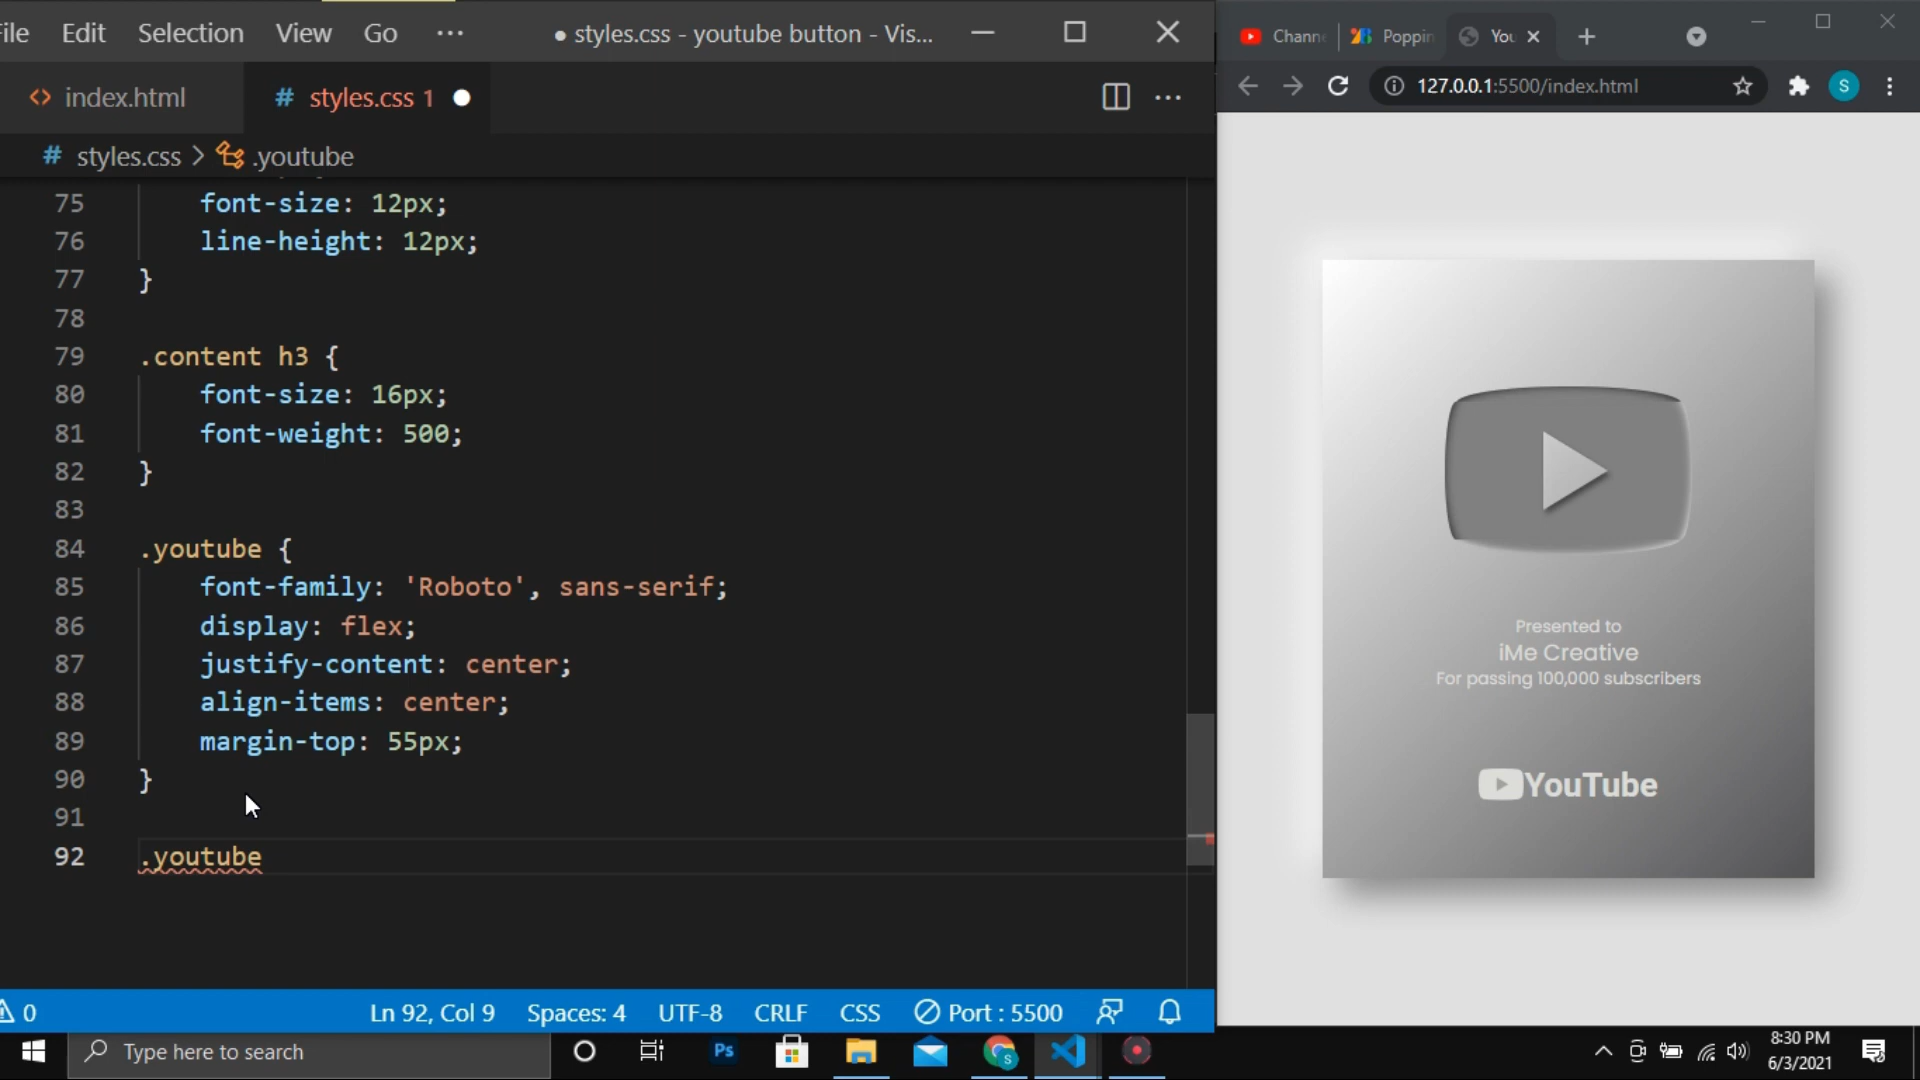 File Edit Selection View Go ...
● styles.css - youtube button - Vis...
index.html
# styles.css 1
# styles.css > .youtube
75 font-size: 12px;
76 line-height: 12px;
77 }
78
79 .content h3 {
80 font-size: 16px;
81 font-weight: 500;
82 }
83
84 .youtube {
85 font-family: 'Roboto', sans-serif;
86 display: flex;
87 justify-content: center;
88 align-items: center;
89 margin-top: 55px;
90 }
91
92 .youtube
0 Ln 92, Col 9 Spaces: 4 UTF-8 CRLF CSS Port : 5500
Chann Poppin You
127.0.0.1:5500/index.html S
Presented to
iMe Creative
For passing 100,000 subscribers
YouTube
Type here to search
Ps
S
8:30 PM
6/3/2021